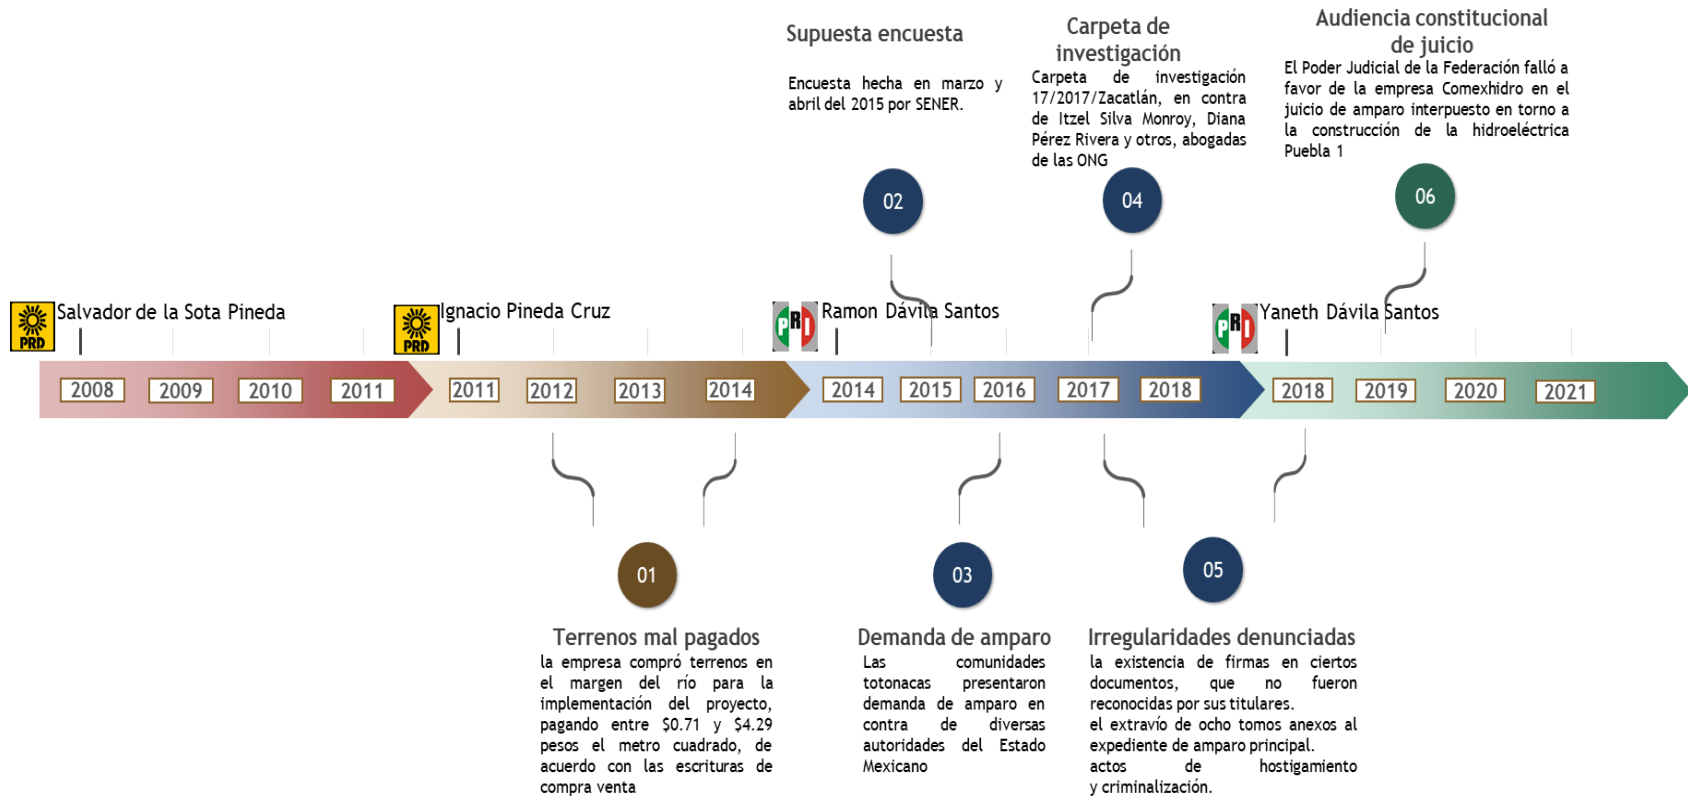 Supuesta encuesta
Encuesta hecha en marzo y
abril del 2015 por SENER.
02
Carpeta de
investigación
Carpeta de investigación
17/2017/Zacatlán, en contra
de Itzel Silva Monroy, Diana
Pérez Rivera y otros, abogadas
de las ONG
04
Audiencia constitucional
de juicio
El Poder Judicial de la Federación falló a
favor de la empresa Comexhidro en el
juicio de amparo interpuesto en torno a
la construcción de la hidroeléctrica
Puebla 1
06
PRD
Salvador de la Sota Pineda
PRD
Ignacio Pineda Cruz
PRI
Ramon Dávila Santos
PRI
Yaneth Dávila Santos
2008 2009 2010 2011 2011 2012 2013 2014 2014 2015 2016 2017 2018 2018 2019 2020 2021
01
Terrenos mal pagados
la empresa compró terrenos en
el margen del río para la
implementación del proyecto,
pagando entre $0.71 y $4.29
pesos el metro cuadrado, de
acuerdo con las escrituras de
compra venta
03
Demanda de amparo
Las comunidades
totonacas presentaron
demanda de amparo en
contra de diversas
autoridades del Estado
Mexicano
05
Irregularidades denunciadas
la existencia de firmas en ciertos
documentos, que no fueron
reconocidas por sus titulares.
el extravío de ocho tomos anexos al
expediente de amparo principal.
actos de hostigamiento
y criminalización.